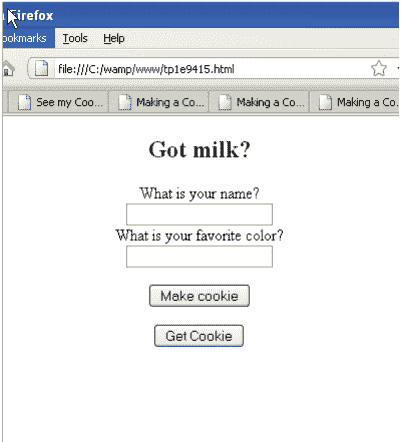 Firefox
ookmarks Tools Help
file:///C:/wamp/www/tp1e9415.html
See my Coo... Making a Co... Making a Co... Making a Co
Got milk?
What is your name?
What is your favorite color?
Make cookie
Get Cookie